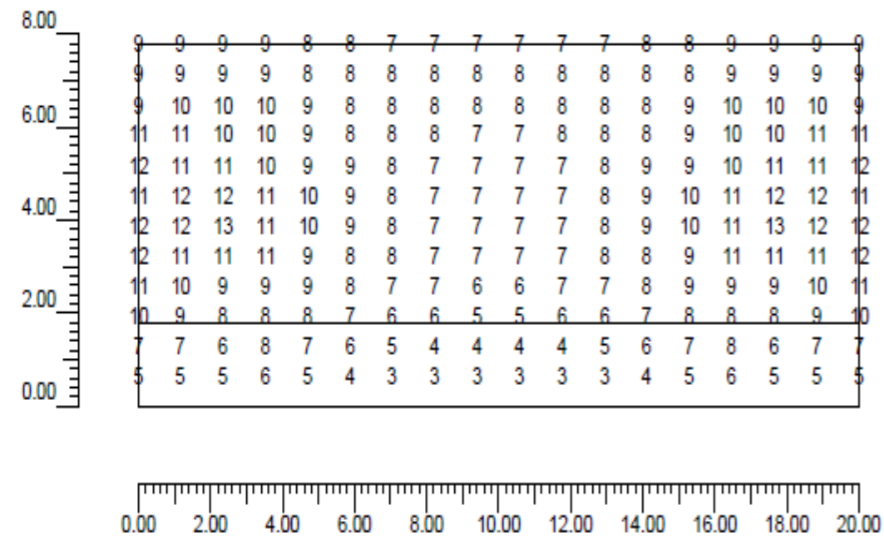 8.00
9 9 9 9 8 8 7 7 7 7 7 7 8 8 9 9 9 9
9 9 9 9 8 8 8 8 8 8 8 8 8 8 9 9 9 9
9 10 10 10 9 8 8 8 8 8 8 8 8 9 10 10 10 9
6.00
11 11 10 10 9 8 8 8 7 7 8 8 8 9 10 10 11 11
12 11 11 10 9 9 8 7 7 7 7 8 9 9 10 11 11 12
11 12 12 11 10 9 8 7 7 7 7 8 9 10 11 12 12 11
4.00
12 12 13 11 10 9 8 7 7 7 7 8 9 10 11 13 12 12
12 11 11 11 9 8 8 7 7 7 7 8 8 9 11 11 11 12
11 10 9 9 9 8 7 7 6 6 7 7 8 9 9 9 10 11
2.00
10 9 8 8 8 7 6 6 5 5 6 6 7 8 8 8 9 10
7 7 6 8 7 6 5 4 4 4 4 5 6 7 8 6 7 7
5 5 5 6 5 4 3 3 3 3 3 3 4 5 6 5 5 5
0.00
0.00 2.00 4.00 6.00 8.00 10.00 12.00 14.00 16.00 18.00 20.00